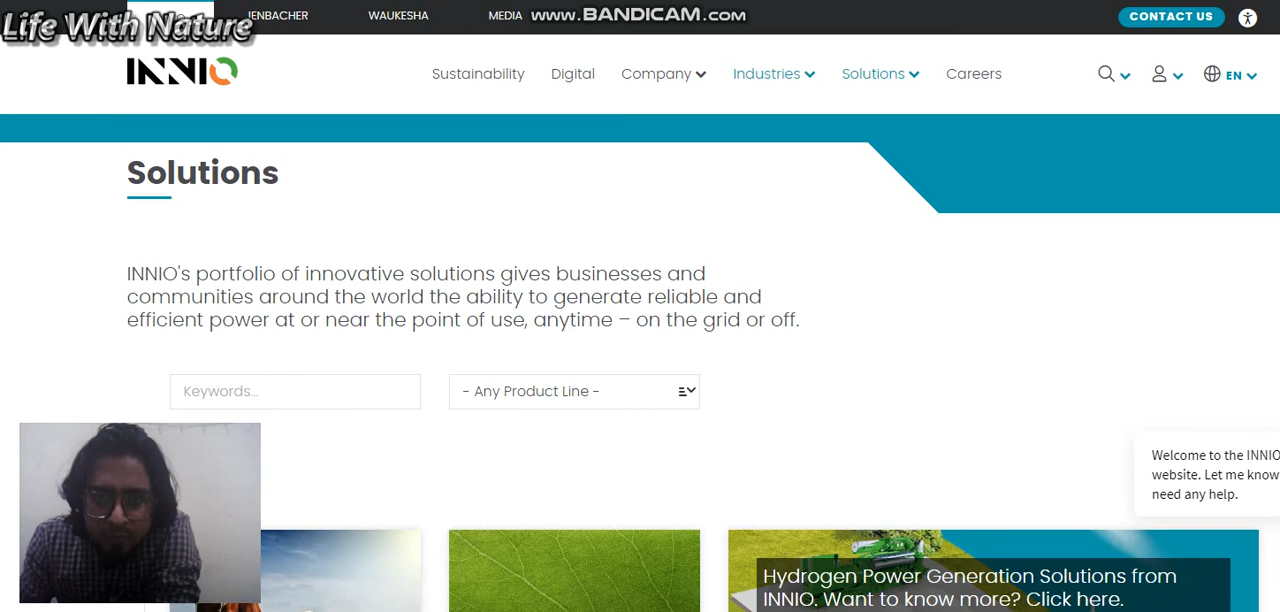 Life With Nature
JENBACHER
WAUKESHA
MEDIA
WWW.BANDICAM.COM
CONTACT US
INNIO
Sustainability
Digital
Company
Industries
Solutions
Careers
EN
Solutions
INNIO's portfolio of innovative solutions gives businesses and
communities around the world the ability to generate reliable and
efficient power at or near the point of use, anytime – on the grid or off.
Keywords...
- Any Product Line -
Welcome to the INNIO
website. Let me know
need any help.
Hydrogen Power Generation Solutions from
INNIO. Want to know more? Click here.